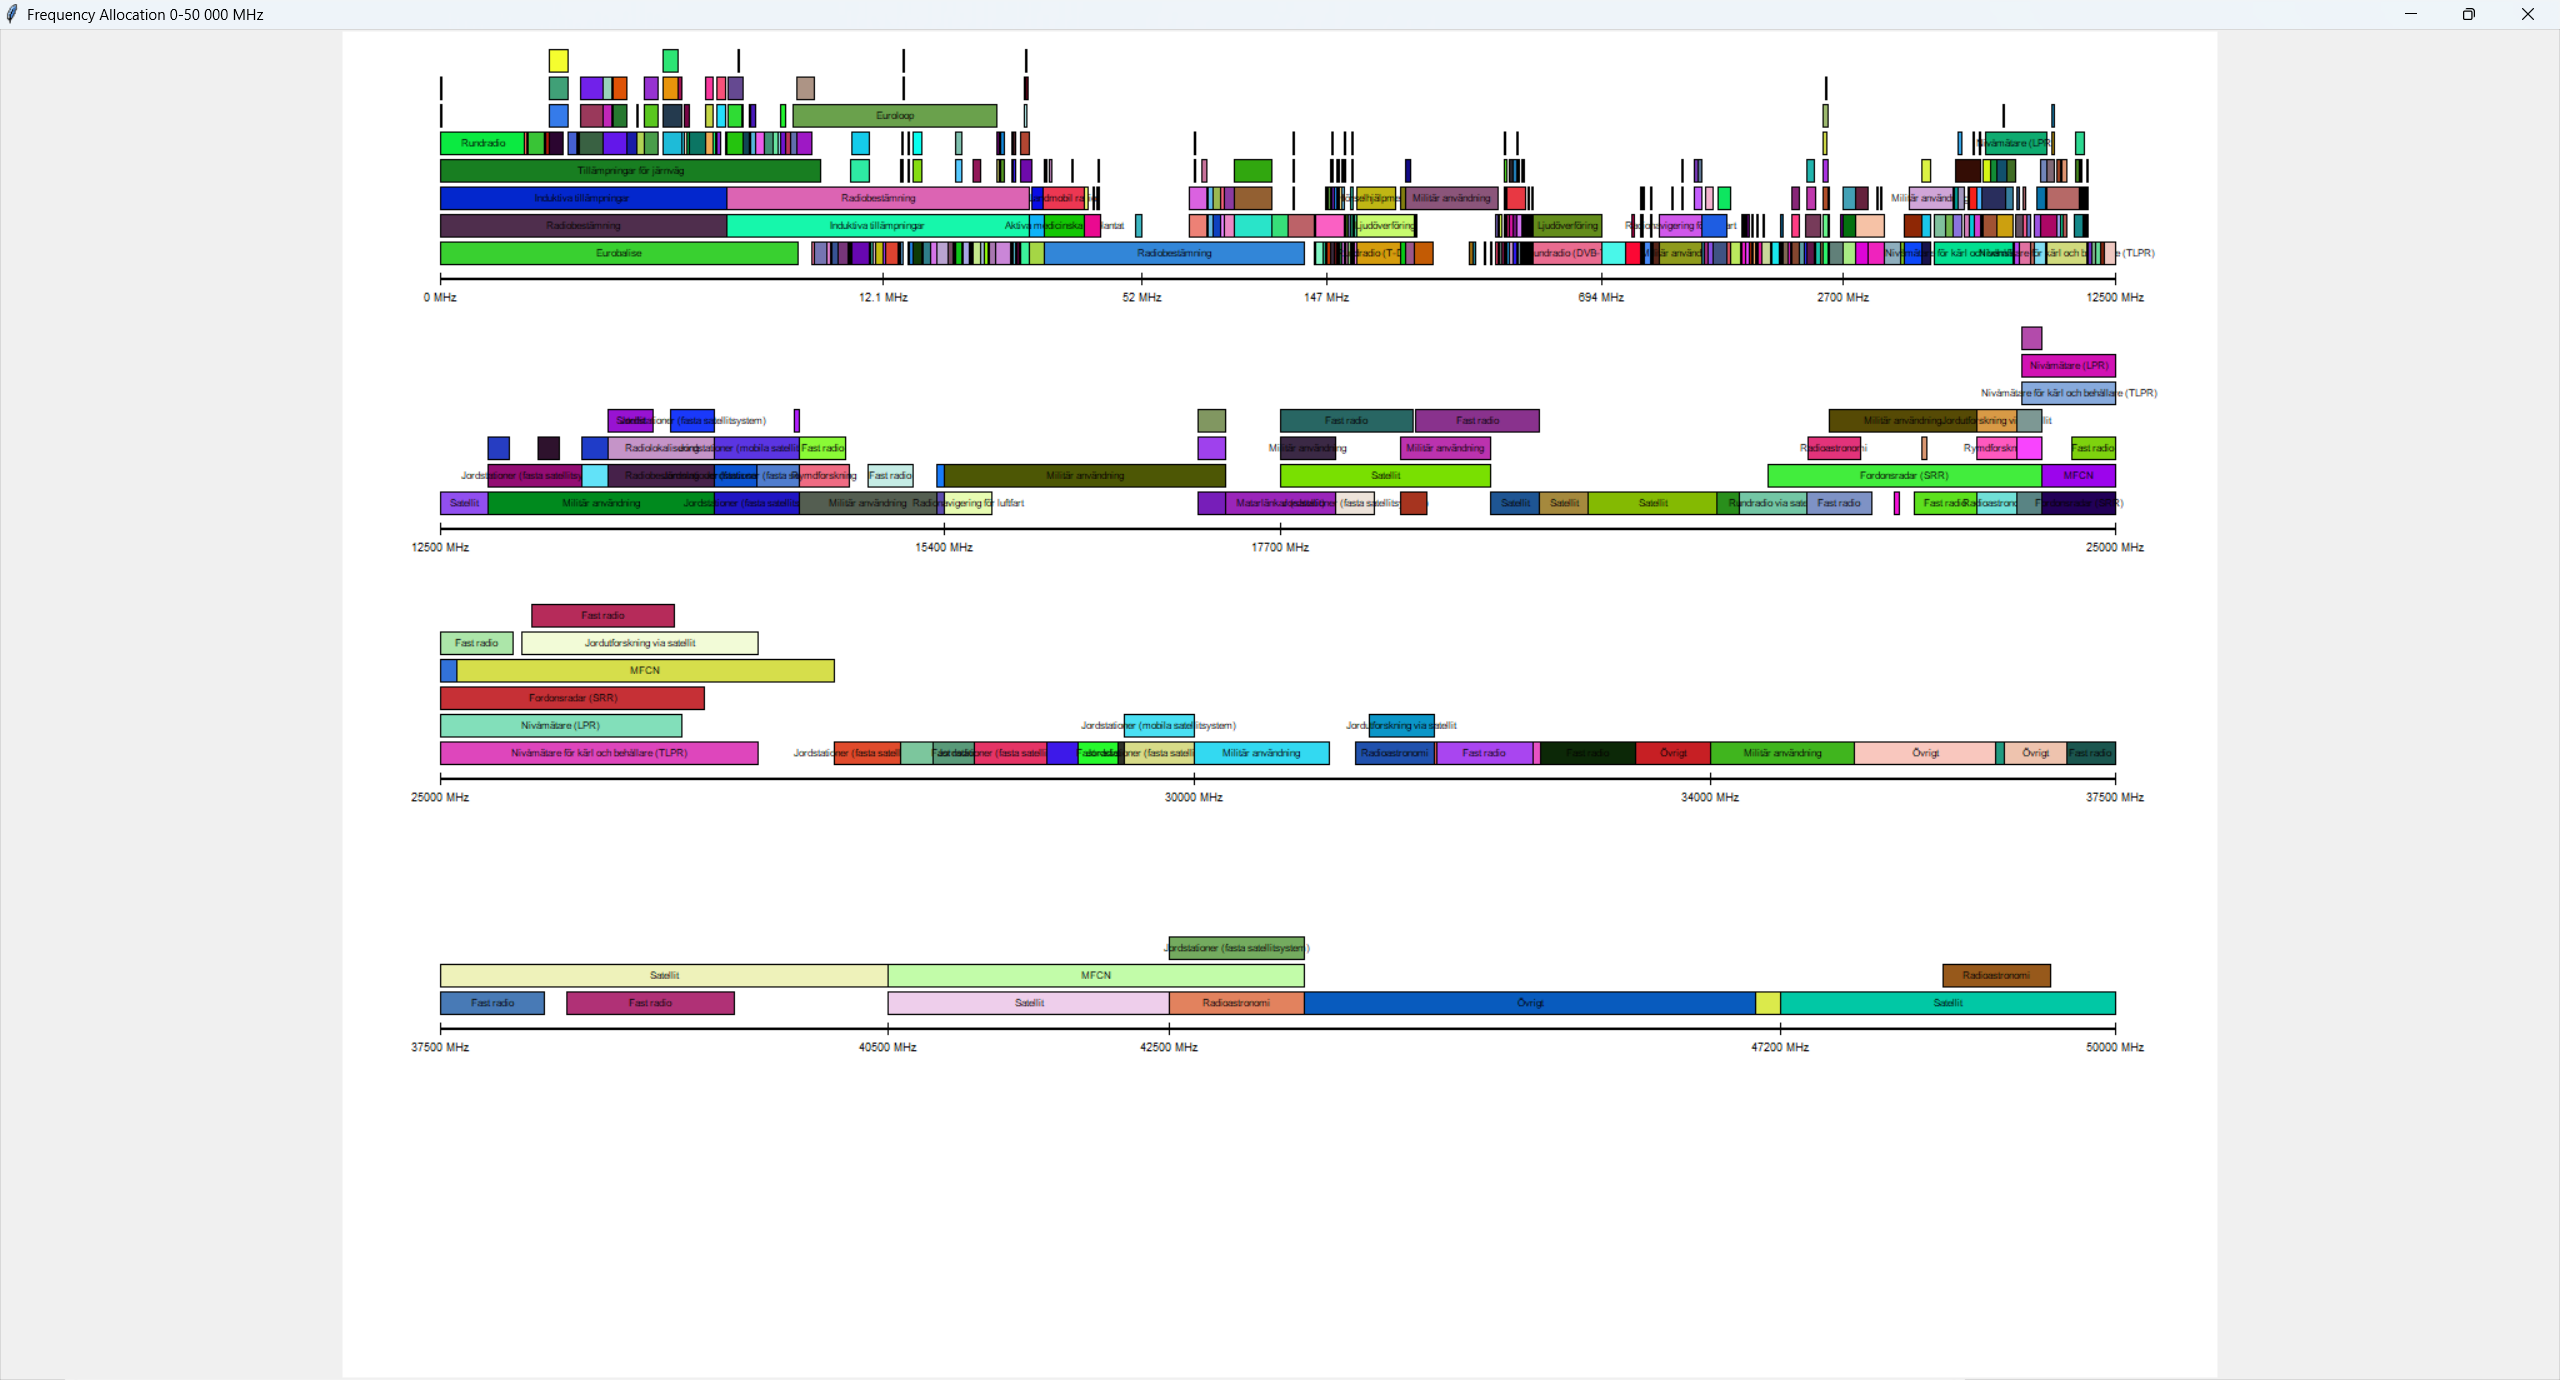 Frequency Allocation 0-50 000 MHz
Euroloop
Rundradio
Nivåmätare (LPR)
Tillämpningar för järnväg
Induktiva tillämpningar
Radiobestämning
Militär användning
Radiobestämning
Induktiva tillämpningar
Aktiva medicinska
Ljudöverföring
Ljudöverföring
Eurobalise
Radiobestämning
0 MHz
12.1 MHz
52 MHz
147 MHz
694 MHz
2700 MHz
12500 MHz
Nivåmätare (LPR)
Nivåmätare för kärl och behållare (TLPR)
Fast radio
Fast radio
Militär användning
Fast radio
Militär användning
Militär användning
Radioastronomi
Fast radio
Fast radio
Militär användning
Satellit
Fordonsradar (SRR)
MFCN
Satellit
Militär användning
Militär användning
Satellit
Satellit
Satellit
Fast radio
12500 MHz
15400 MHz
17700 MHz
25000 MHz
Fast radio
Fast radio
Jordutforskning via satellit
MFCN
Fordonsradar (SRR)
Nivåmätare (LPR)
Jordstationer (mobila satellitsystem)
Jordutforskning via satellit
Nivåmätare för kärl och behållare (TLPR)
Militär användning
Radioastronomi
Fast radio
Fast radio
Övrigt
Militär användning
Övrigt
Övrigt
Fast radio
25000 MHz
30000 MHz
34000 MHz
37500 MHz
Jordstationer (fasta satellitsystem)
Satellit
MFCN
Radioastronomi
Fast radio
Fast radio
Satellit
Radioastronomi
Övrigt
Satellit
37500 MHz
40500 MHz
42500 MHz
47200 MHz
50000 MHz